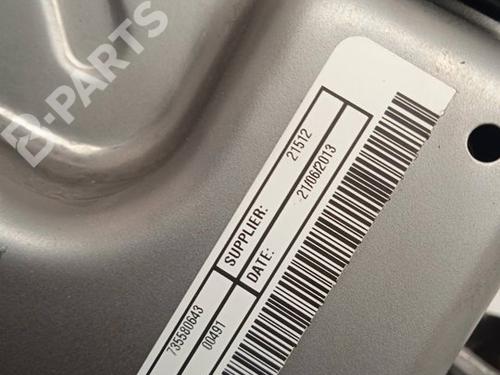 B-PARTS
735580643
SUPPLIER: 21512
00491
DATE: 21/06/2013